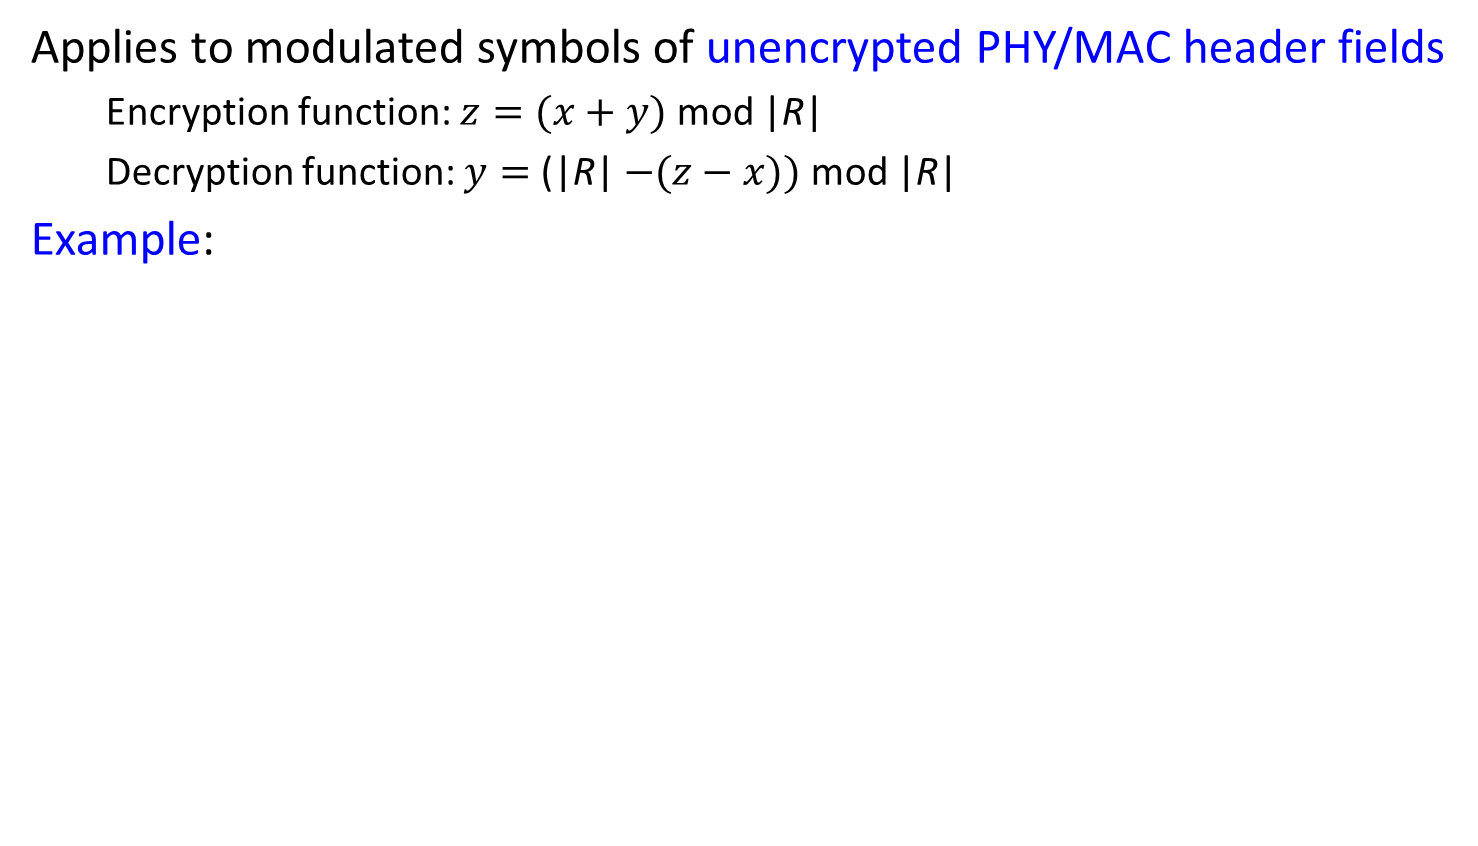 Applies to modulated symbols of unencrypted PHY/MAC header fields
Encryption function: z = (x + y) mod |R|
Decryption function: y = (|R| −(z − x)) mod |R|
Example: